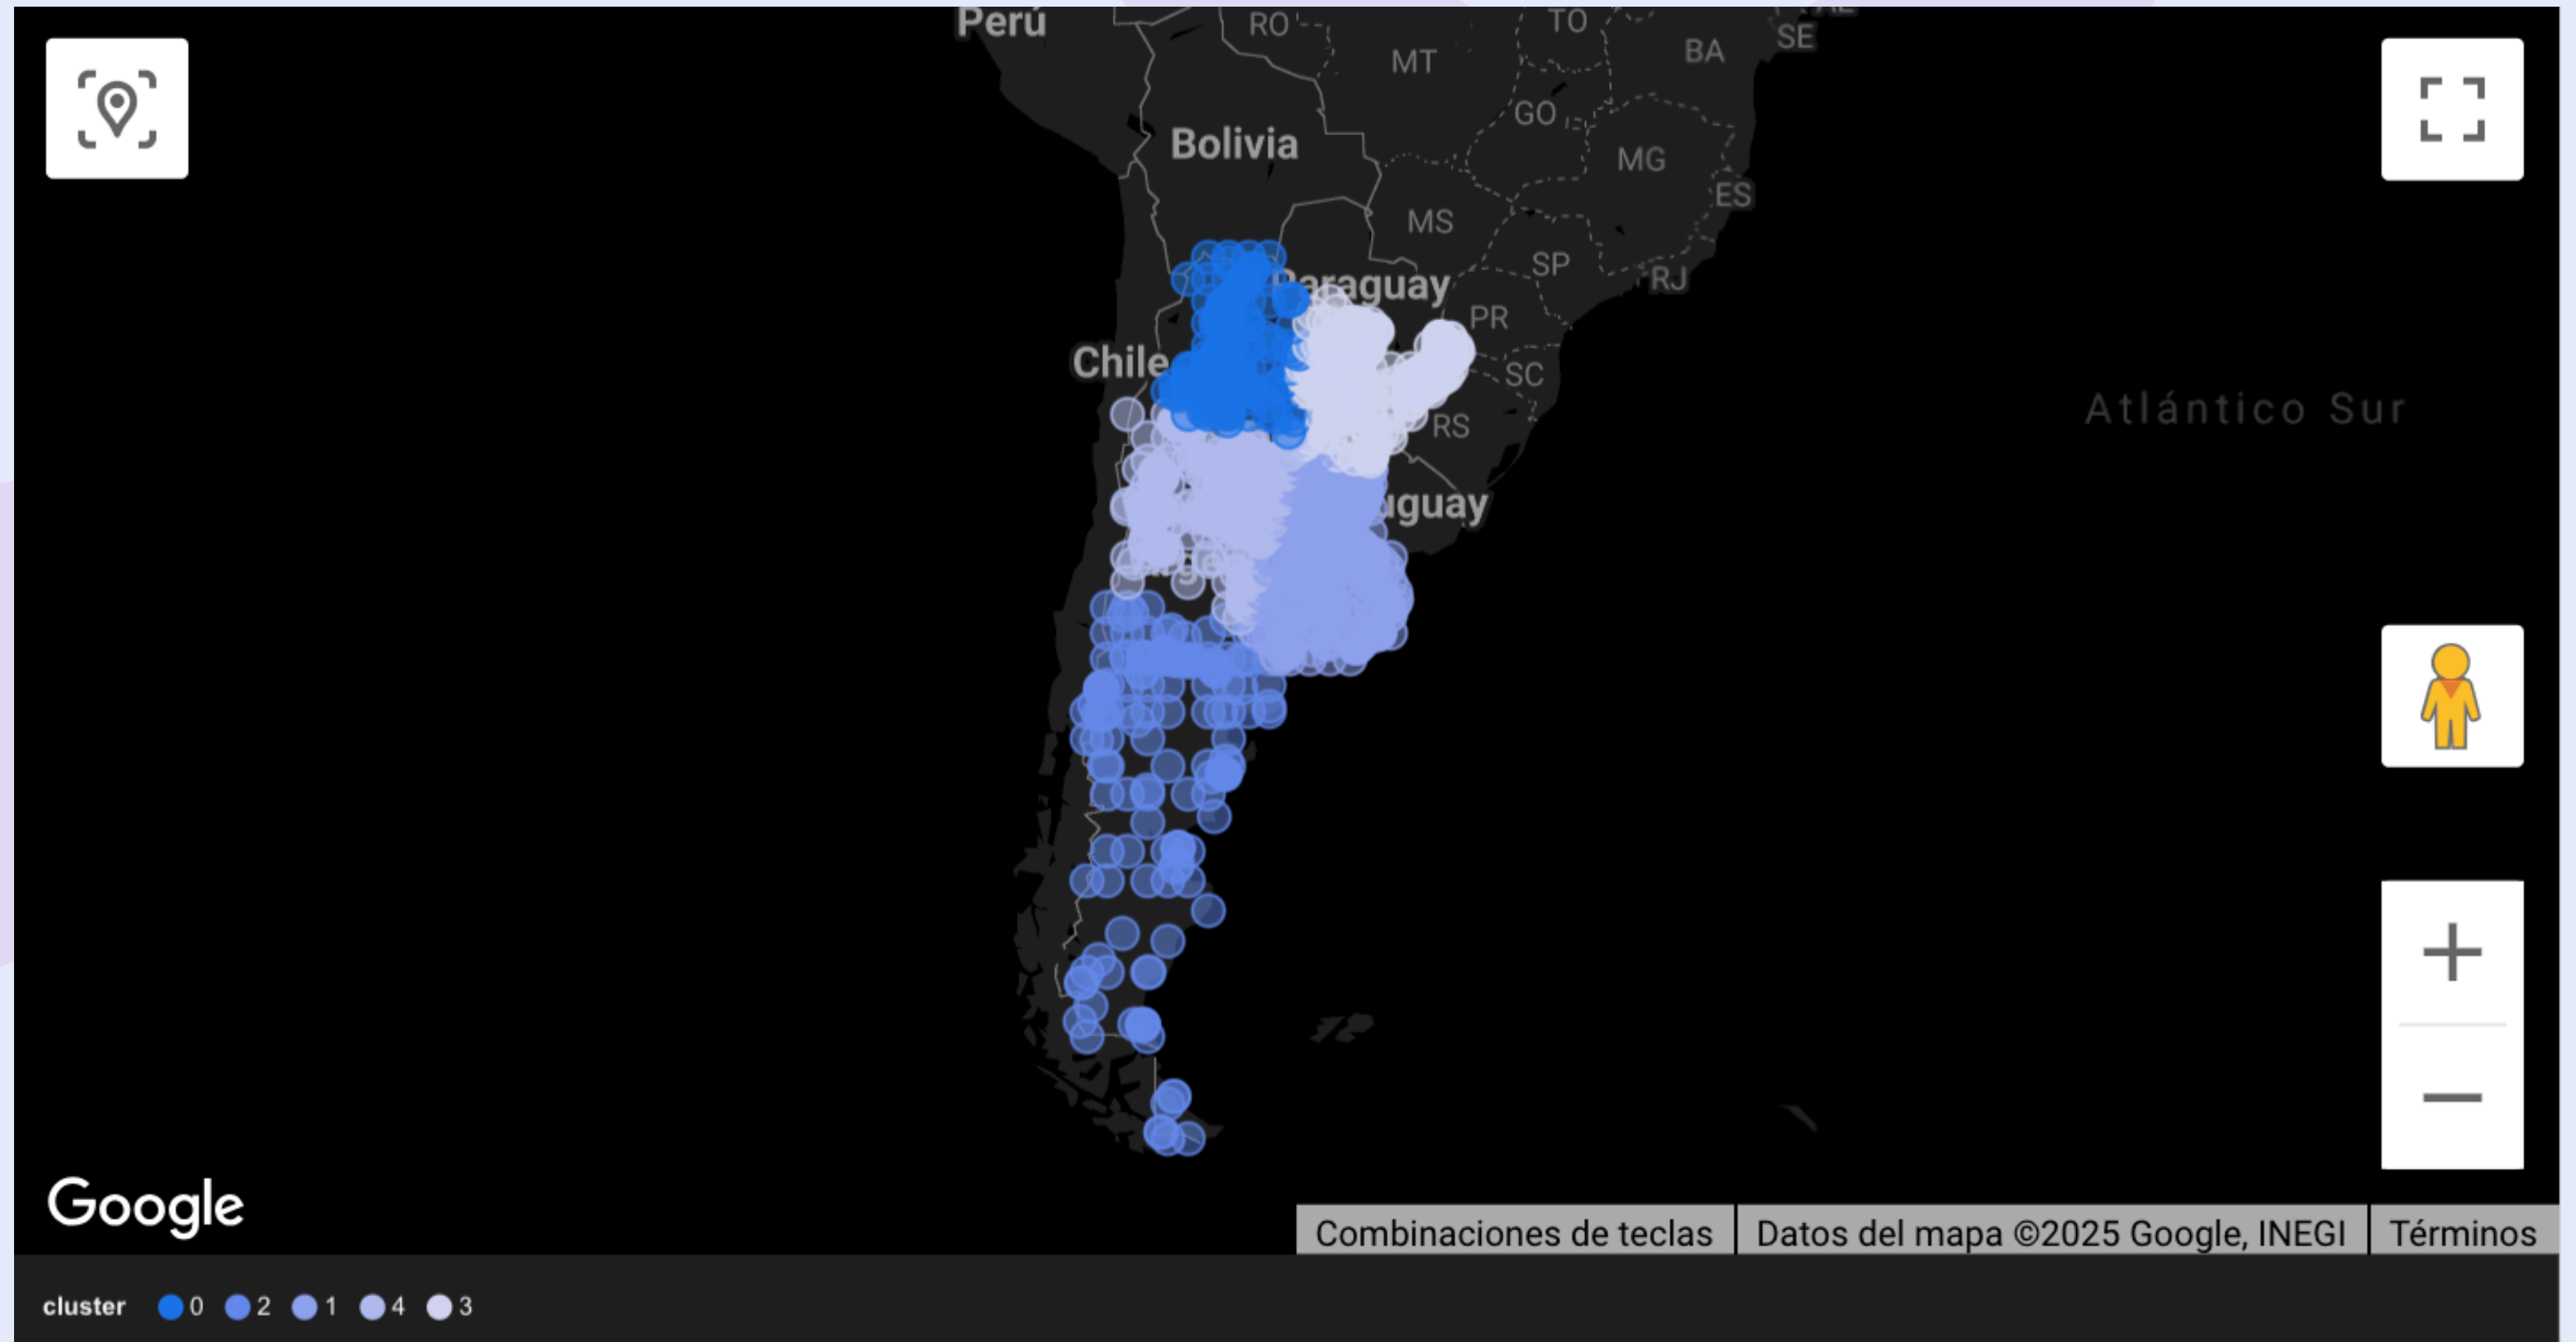 Perú
RO
TO
SE
MT
BA
GO
Bolivia
MG
ES
MS
SP
Paraguay
RJ
PR
Chile
SC
Atlántico Sur
RS
uguay
Google
Combinaciones de teclas
Datos del mapa ©2025 Google, INEGI
Términos
cluster 0 2 1 4 3